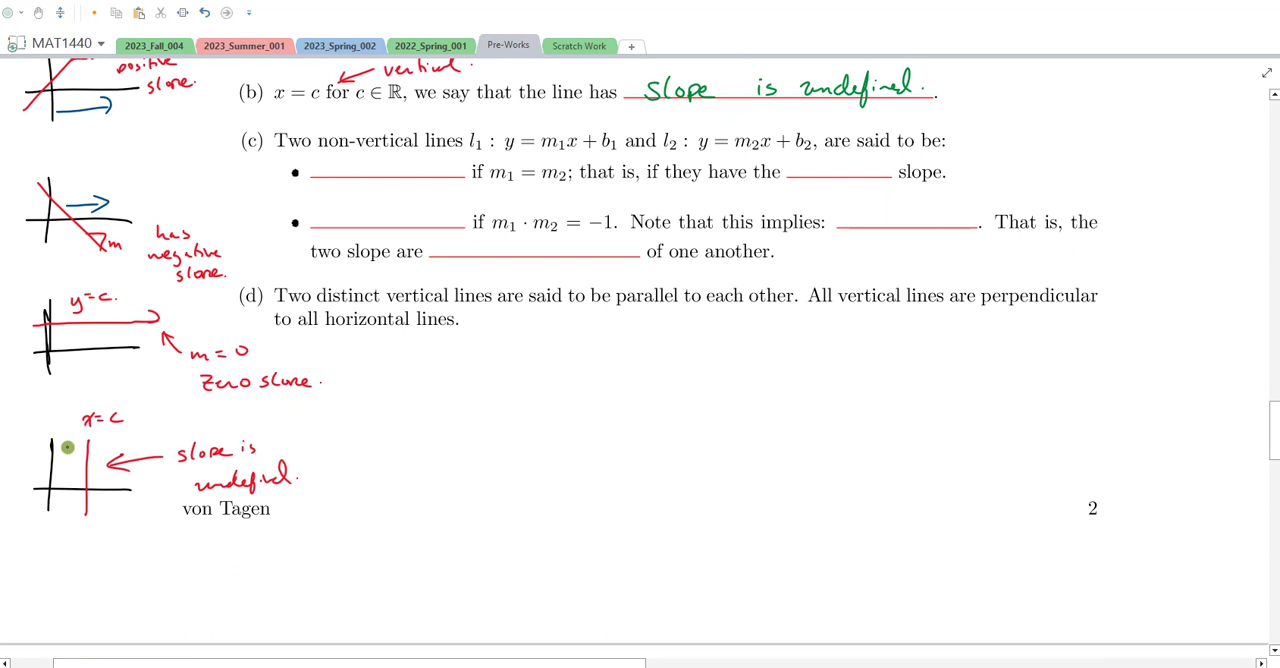 MAT1440
2023_Fall_004
2023_Summer_001
2023_Spring_002
2022_Spring_001
Pre-Works
Scratch Work
+
positive
slope.
vertical.
(b) x = c for c ∈ ℝ, we say that the line has slope is undefined.
(c) Two non-vertical lines l₁ : y = m₁x + b₁ and l₂ : y = m₂x + b₂, are said to be:
• ____________ if m₁ = m₂; that is, if they have the ________ slope.
• ____________ if m₁ · m₂ = −1. Note that this implies: ___________. That is, the
two slope are ________________ of one another.
m
has
negative
slope.
(d) Two distinct vertical lines are said to be parallel to each other. All vertical lines are perpendicular
to all horizontal lines.
y=c.
m = 0
Zero slope.
x=c
slope is
undefined.
von Tagen
2